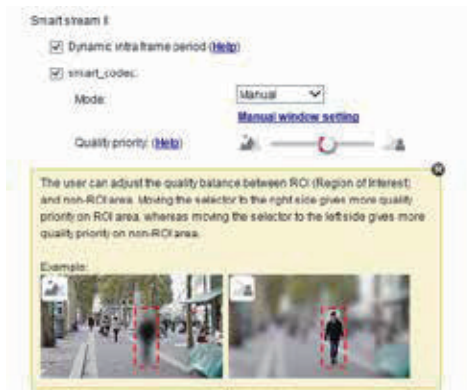 Smart stream II
Dynamic intra frame period (Help)
smart_codec:
Mode: Manual
Manual window setting
Quality priority: (Help)
The user can adjust the quality balance between ROI (Region of Interest)
and non-ROI area. Moving the selector to the right side gives more quality
priority on ROI area, whereas moving the selector to the left side gives more
quality priority on non-ROI area.
Example: